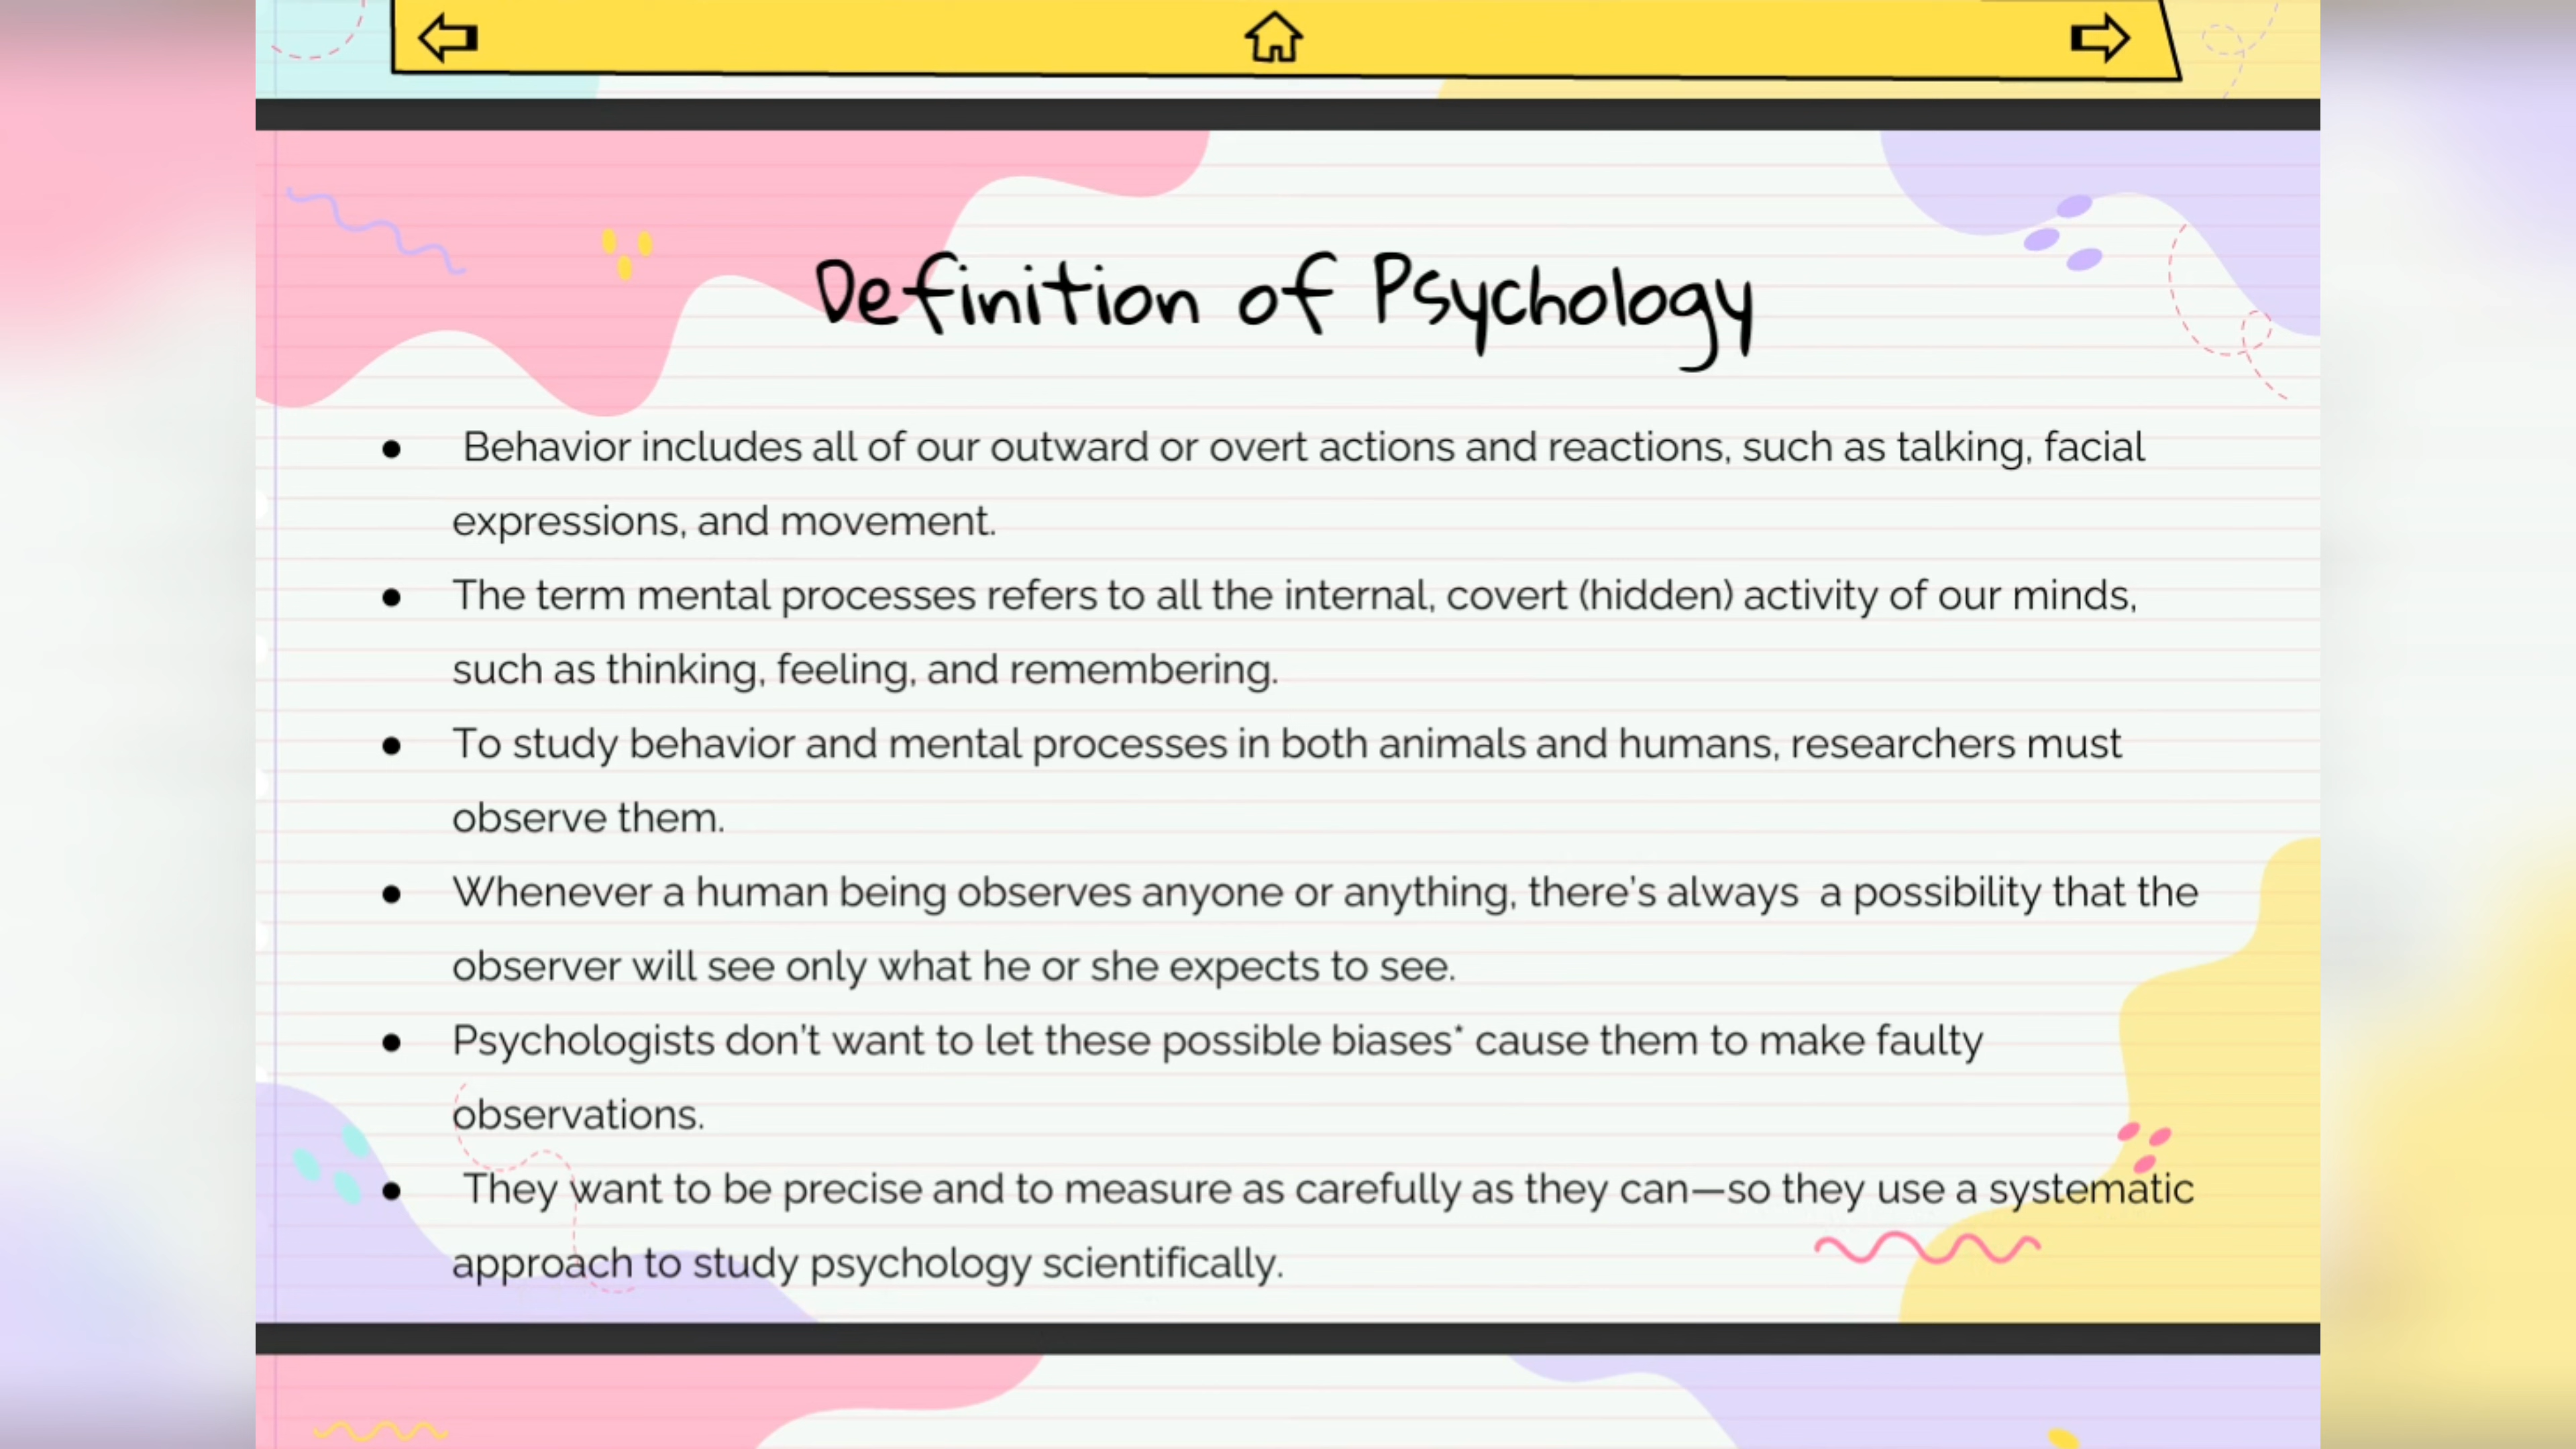 Definition of Psychology
● Behavior includes all of our outward or overt actions and reactions, such as talking, facial
expressions, and movement.
● The term mental processes refers to all the internal, covert (hidden) activity of our minds,
such as thinking, feeling, and remembering.
● To study behavior and mental processes in both animals and humans, researchers must
observe them.
● Whenever a human being observes anyone or anything, there's always a possibility that the
observer will see only what he or she expects to see.
● Psychologists don't want to let these possible biases* cause them to make faulty
observations.
● They want to be precise and to measure as carefully as they can—so they use a systematic
approach to study psychology scientifically.